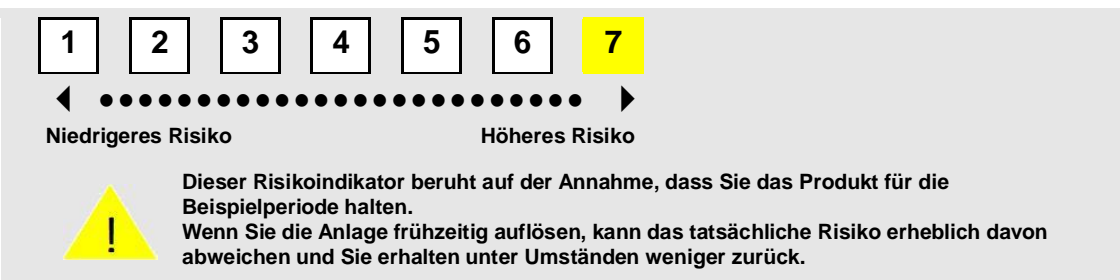 1 2 3 4 5 6 7
Niedrigeres Risiko Höheres Risiko
Dieser Risikoindikator beruht auf der Annahme, dass Sie das Produkt für die
Beispielperiode halten.
!
Wenn Sie die Anlage frühzeitig auflösen, kann das tatsächliche Risiko erheblich davon
abweichen und Sie erhalten unter Umständen weniger zurück.